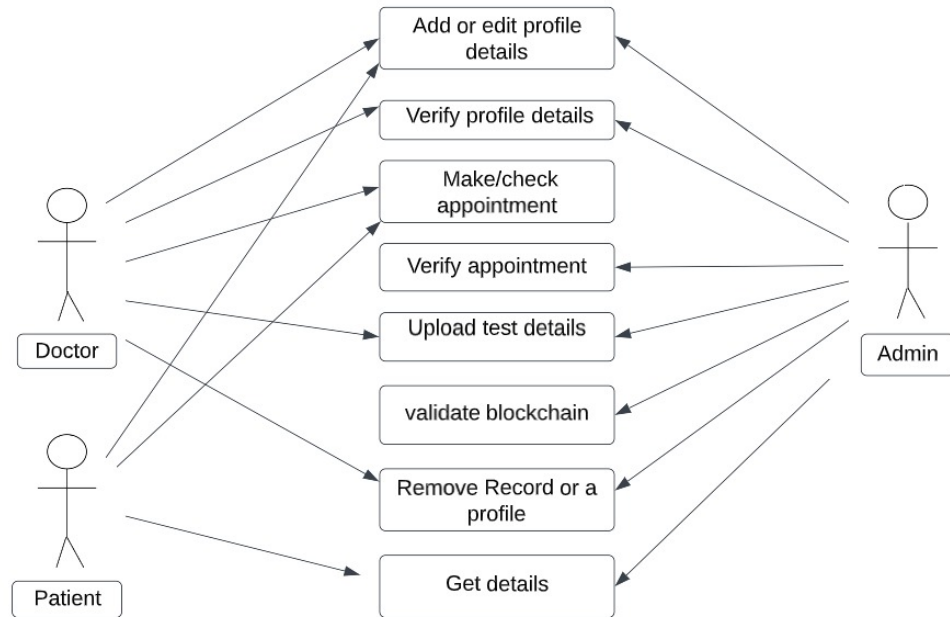 Add or edit profile
details
Verify profile details
Make/check
appointment
Verify appointment
Upload test details
Doctor
Admin
validate blockchain
Remove Record or a
profile
Get details
Patient